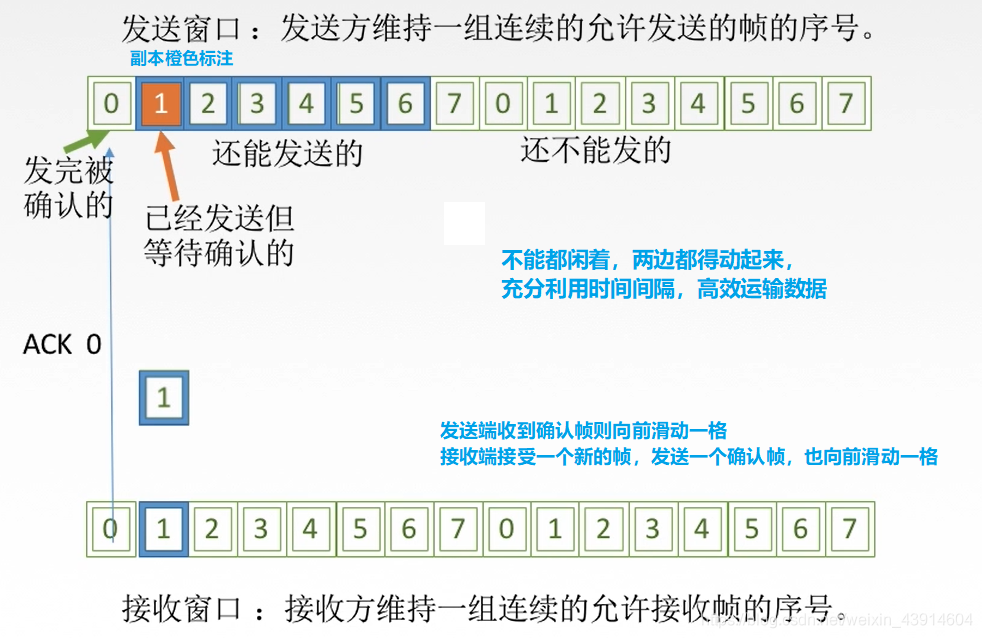 发送窗口：发送方维持一组连续的允许发送的帧的序号。
副本橙色标注
0 1 2 3 4 5 6 7 0 1 2 3 4 5 6 7
还能发送的
还不能发的
发完被
确认的
已经发送但
等待确认的
不能都闲着，两边都得动起来，
充分利用时间间隔，高效运输数据
ACK 0
1
发送端收到确认帧则向前滑动一格
接收端接受一个新的帧，发送一个确认帧，也向前滑动一格
0 1 2 3 4 5 6 7 0 1 2 3 4 5 6 7
接收窗口：接收方维持一组连续的允许接收帧的序号。
https://blog.csdn.net/weixin_43914604